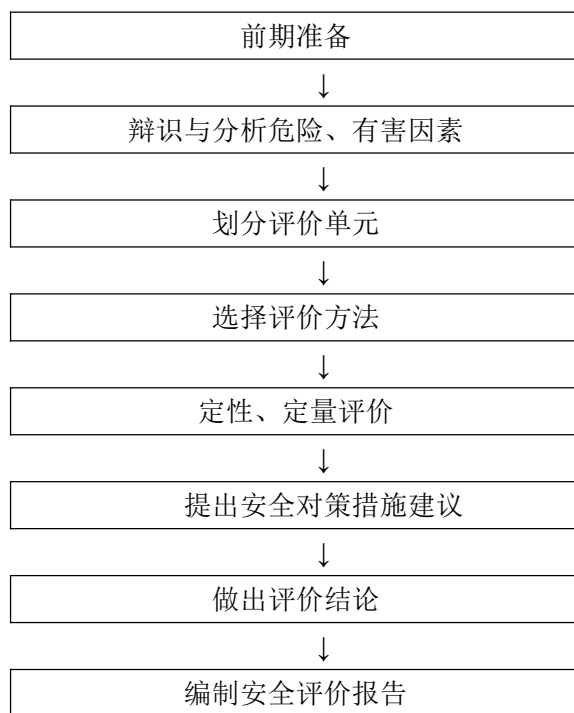 前期准备
↓
辩识与分析危险、有害因素
↓
划分评价单元
↓
选择评价方法
↓
定性、定量评价
↓
提出安全对策措施建议
↓
做出评价结论
↓
编制安全评价报告